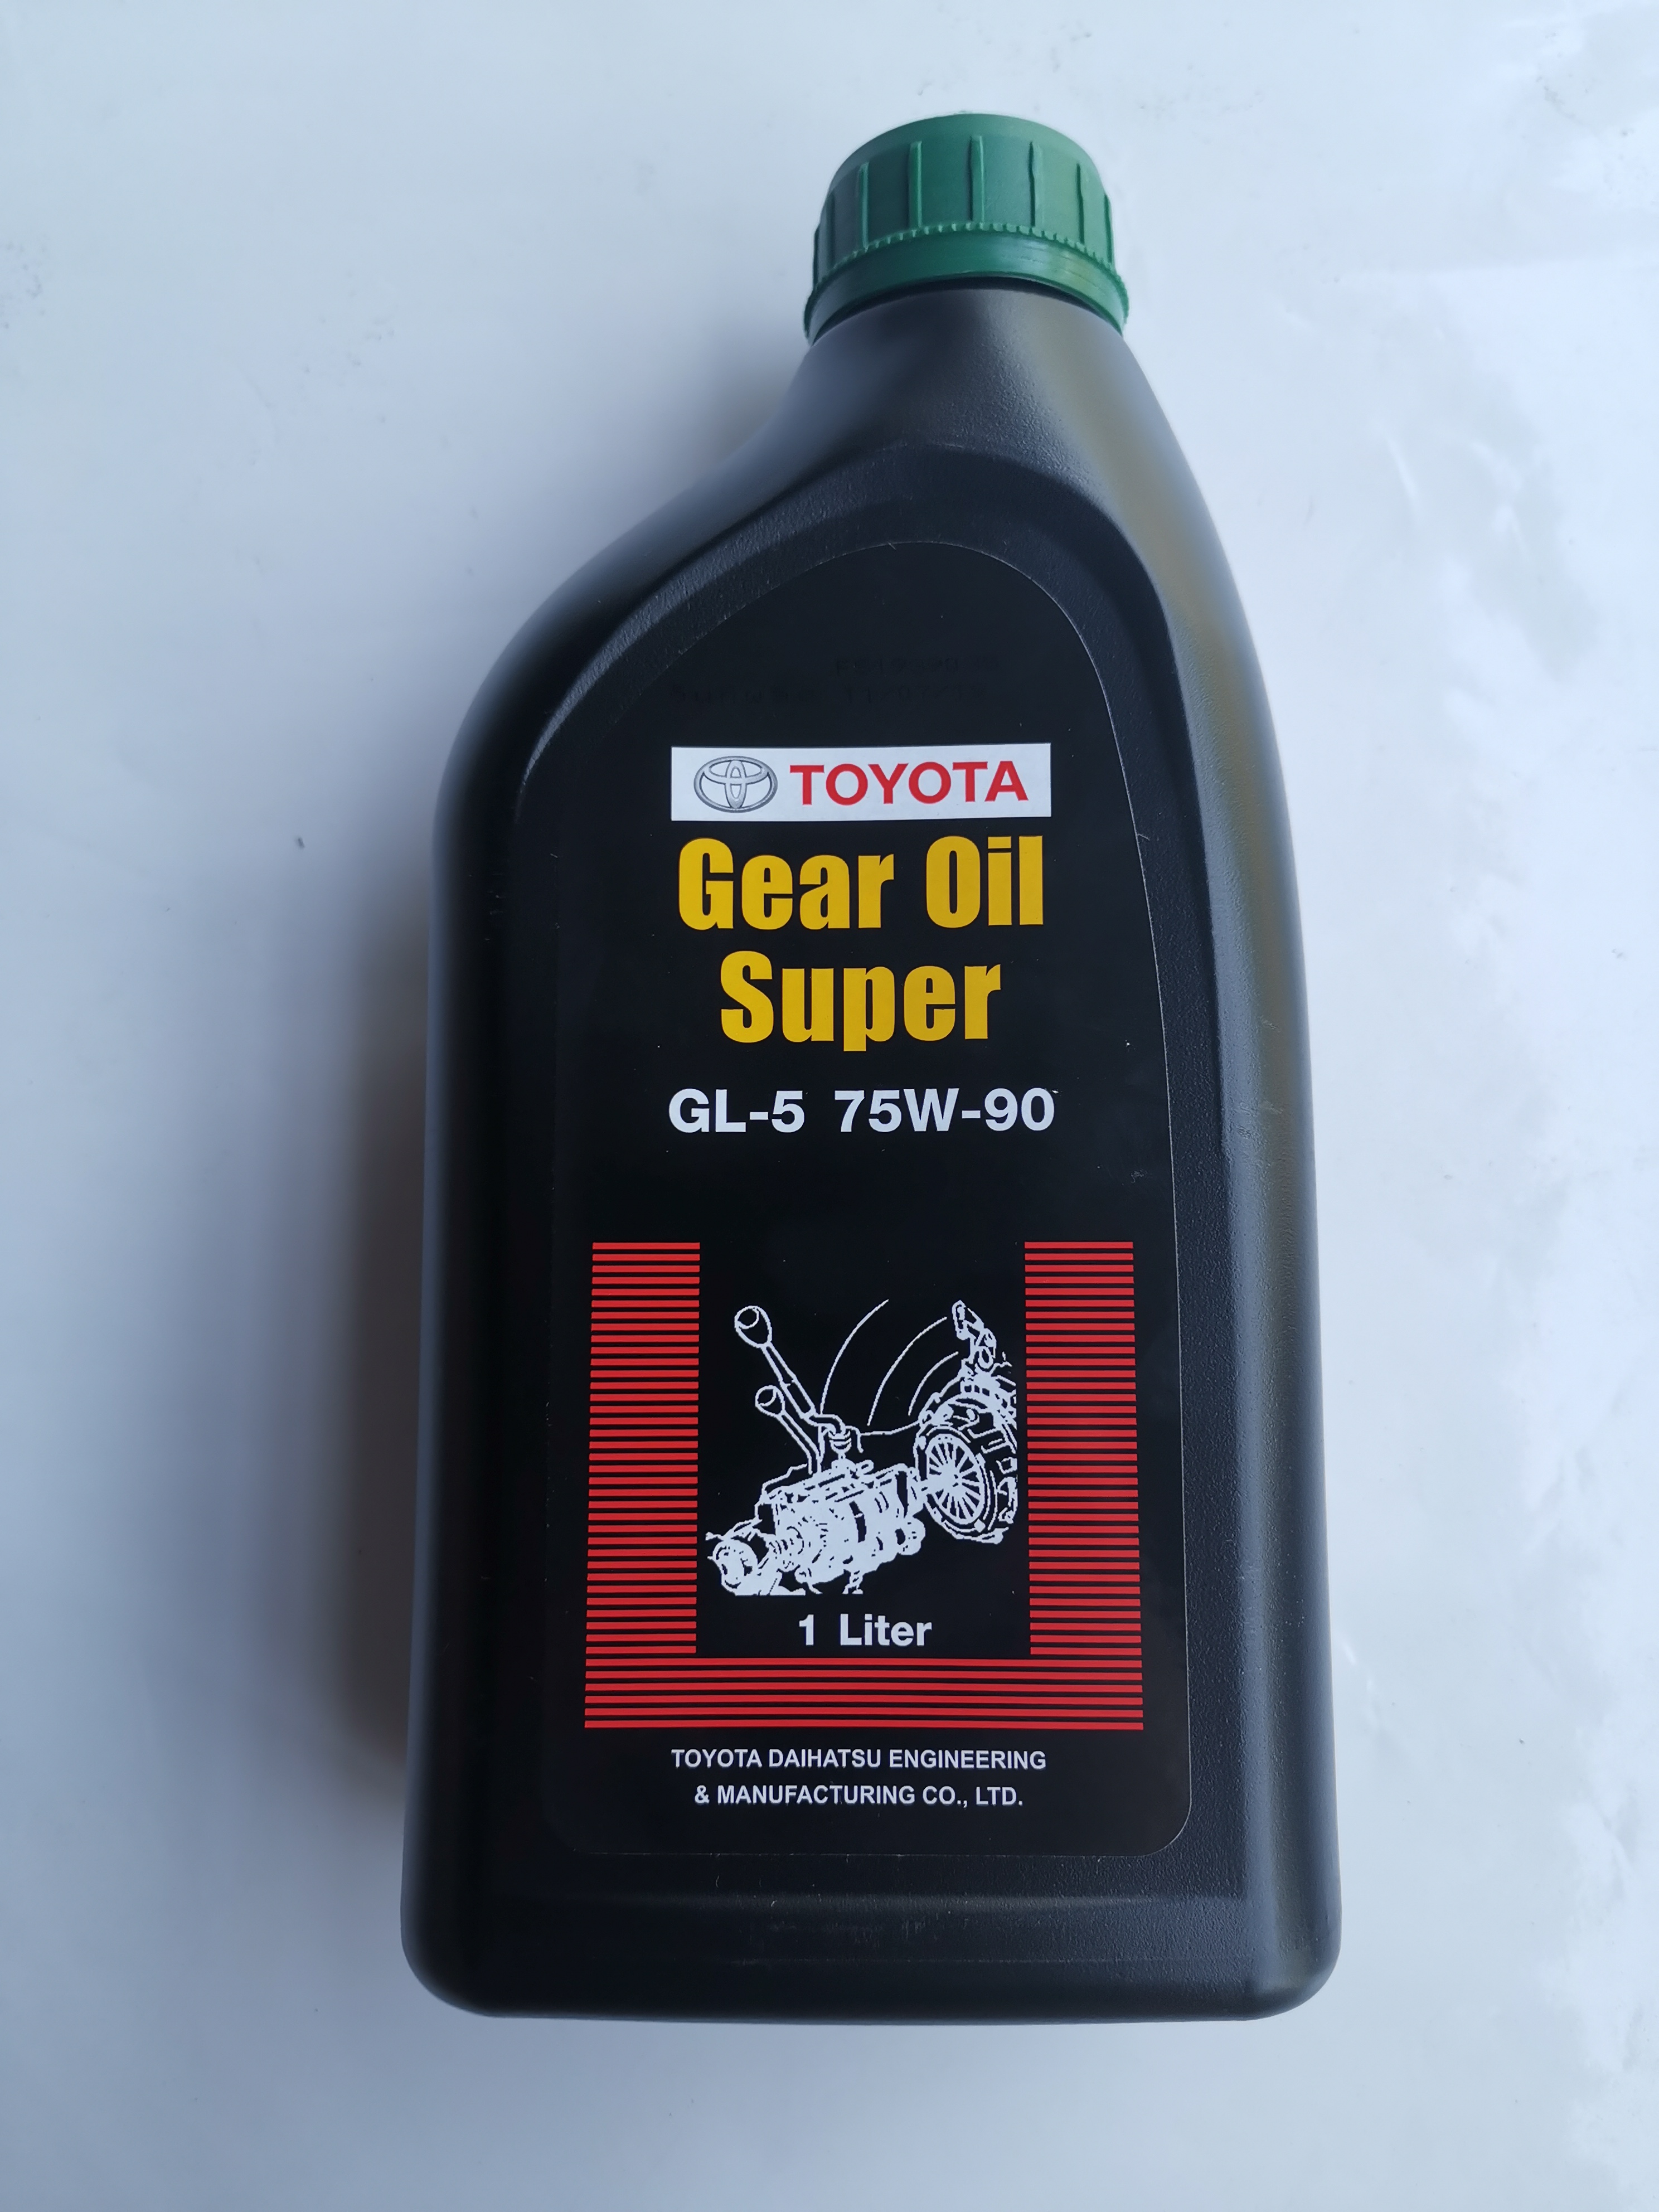 TOYOTA
Gear Oil
Super
GL-5 75W-90
1 Liter
TOYOTA DAIHATSU ENGINEERING
& MANUFACTURING CO., LTD.